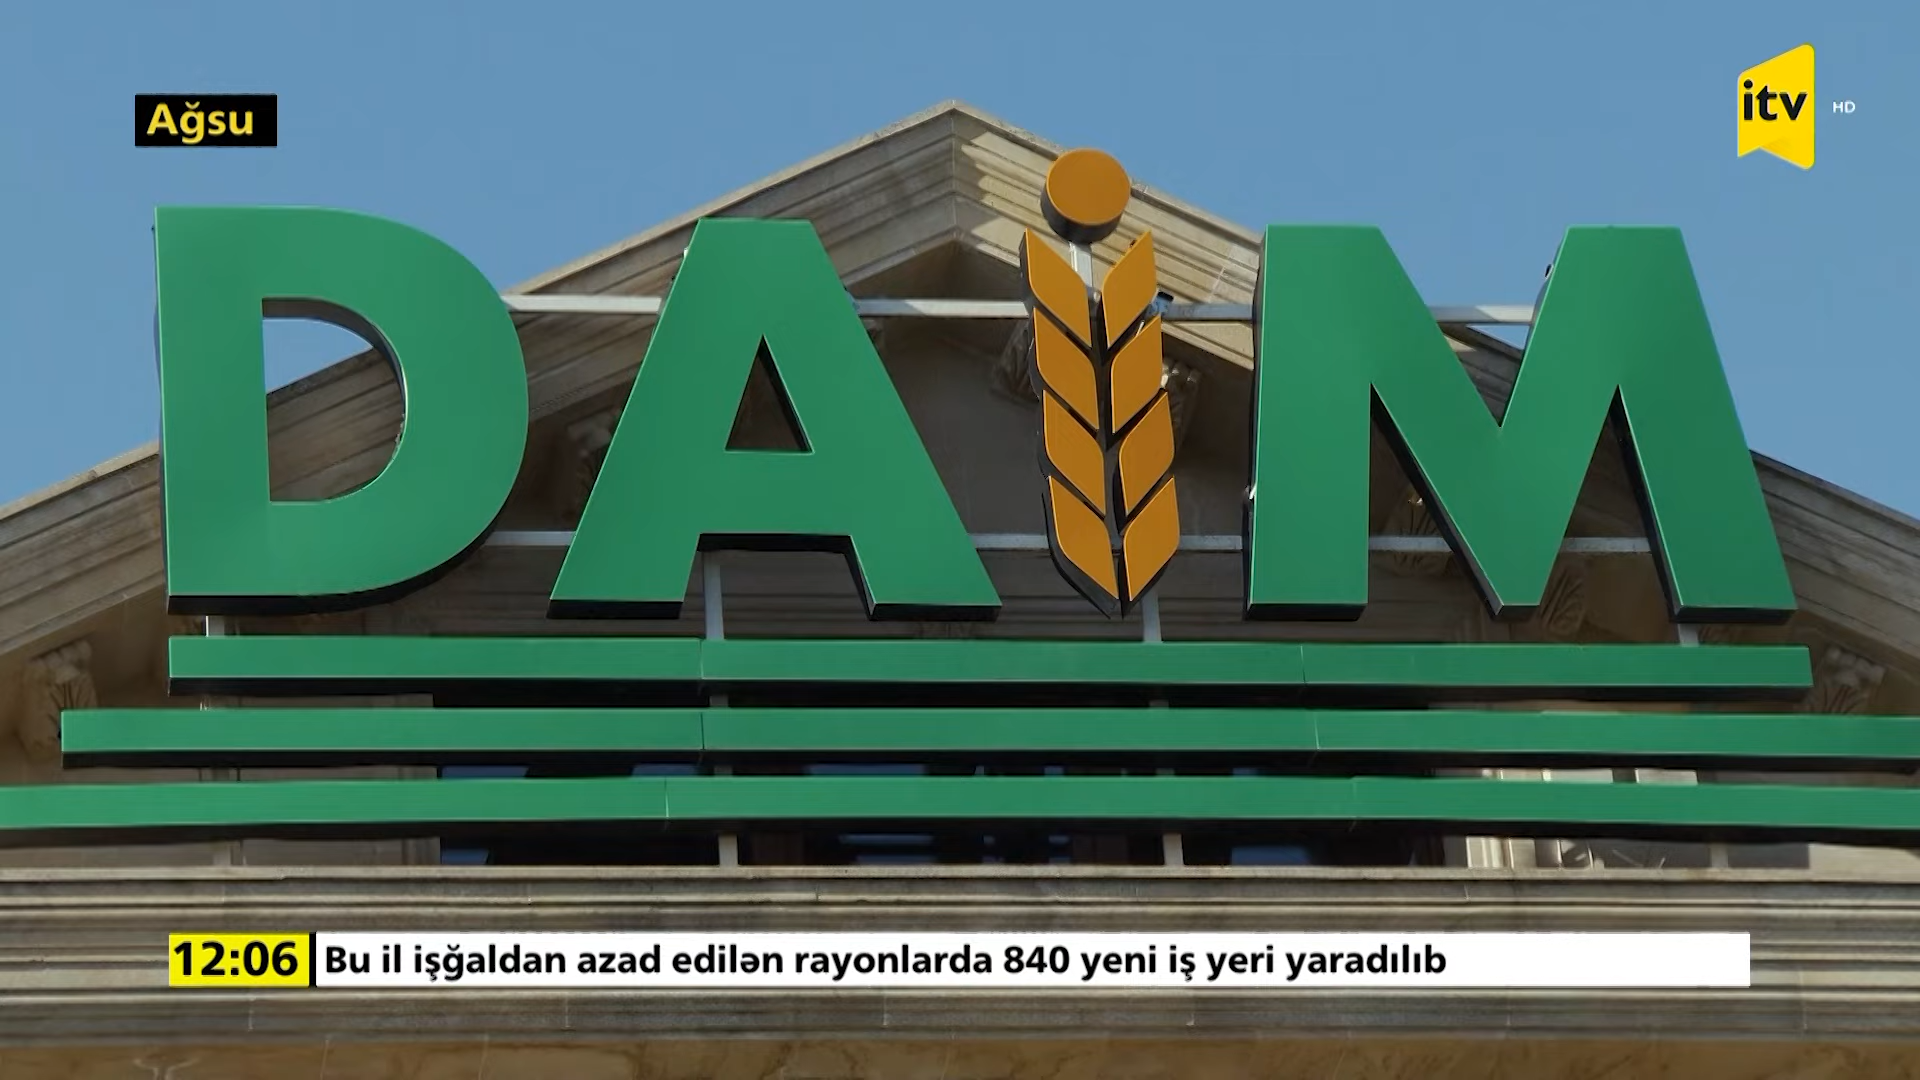 Ağsu
itv HD
DAİM
12:06 Bu il işğaldan azad edilən rayonlarda 840 yeni iş yeri yaradılıb